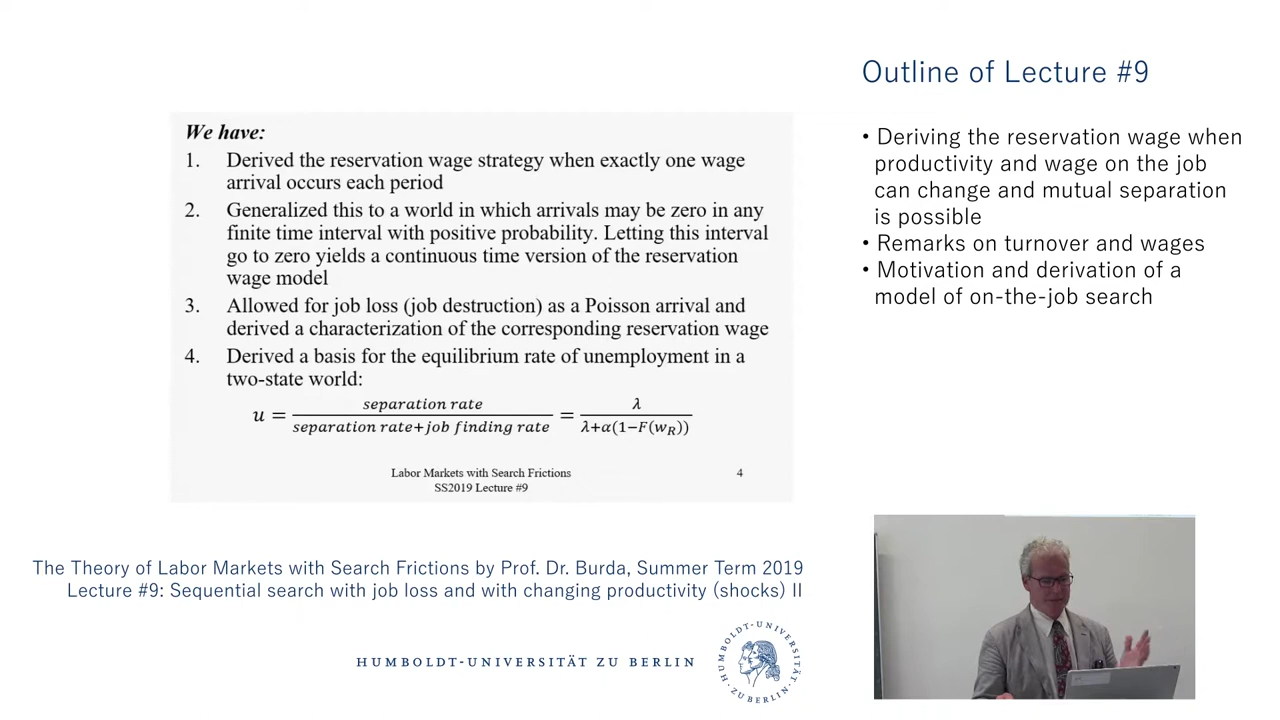 Outline of Lecture #9
We have:
1. Derived the reservation wage strategy when exactly one wage
arrival occurs each period
2. Generalized this to a world in which arrivals may be zero in any
finite time interval with positive probability. Letting this interval
go to zero yields a continuous time version of the reservation
wage model
3. Allowed for job loss (job destruction) as a Poisson arrival and
derived a characterization of the corresponding reservation wage
4. Derived a basis for the equilibrium rate of unemployment in a
two-state world:
u = separation rate / separation rate+job finding rate = λ / λ+α(1−F(w_R))
Labor Markets with Search Frictions
SS2019 Lecture #9
4
• Deriving the reservation wage when
productivity and wage on the job
can change and mutual separation
is possible
• Remarks on turnover and wages
• Motivation and derivation of a
model of on-the-job search
The Theory of Labor Markets with Search Frictions by Prof. Dr. Burda, Summer Term 2019
Lecture #9: Sequential search with job loss and with changing productivity (shocks) II
HUMBOLDT-UNIVERSITÄT ZU BERLIN
HUMBOLDT-UNIVERSITÄT ZU BERLIN